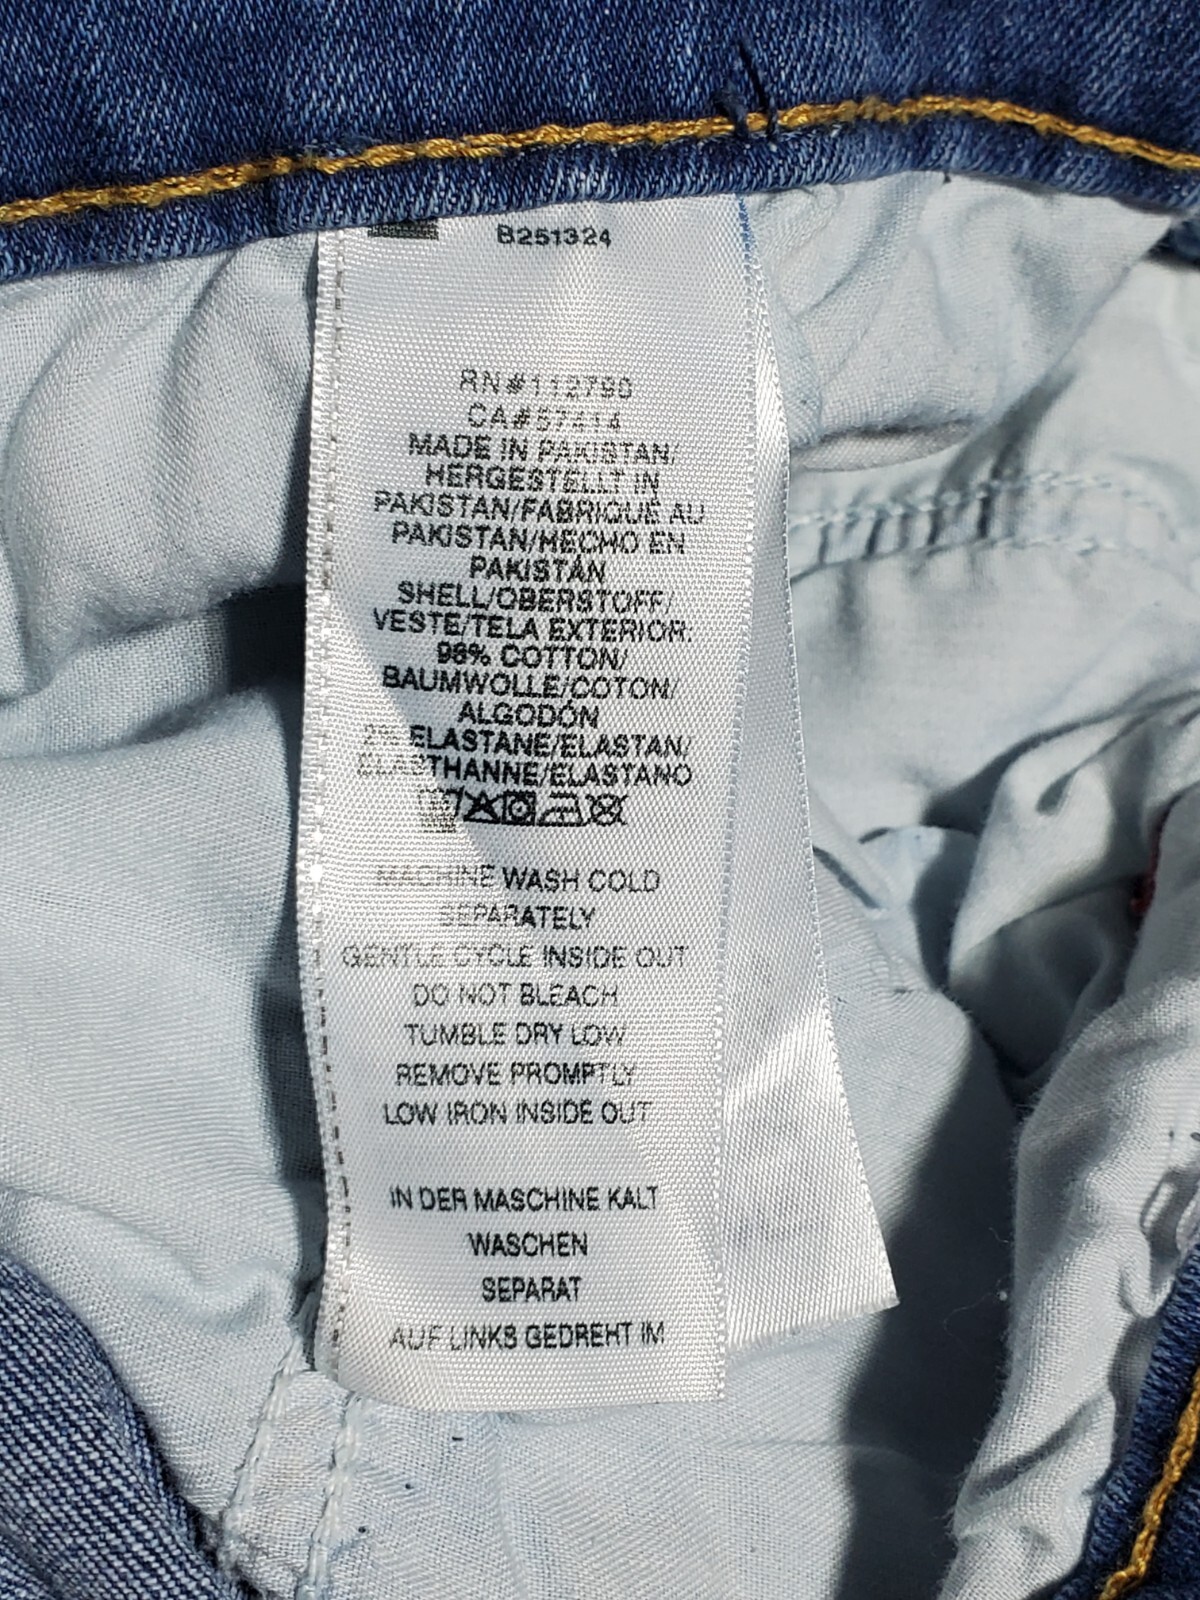 B251324
RN#112790
CA#57414
MADE IN PAKISTAN/
HERGESTELLT IN
PAKISTAN/FABRIQUÉ AU
PAKISTAN/HECHO EN
PAKISTÁN
SHELL/OBERSTOFF/
VESTE/TELA EXTERIOR:
98% COTTON/
BAUMWOLLE/COTON/
ALGODÓN
2% ELASTANE/ELASTAN/
ÉLASTHANNE/ELASTANO
MACHINE WASH COLD
SEPARATELY
GENTLE CYCLE INSIDE OUT
DO NOT BLEACH
TUMBLE DRY LOW
REMOVE PROMPTLY
LOW IRON INSIDE OUT
IN DER MASCHINE KALT
WASCHEN
SEPARAT
AUF LINKS GEDREHT IM